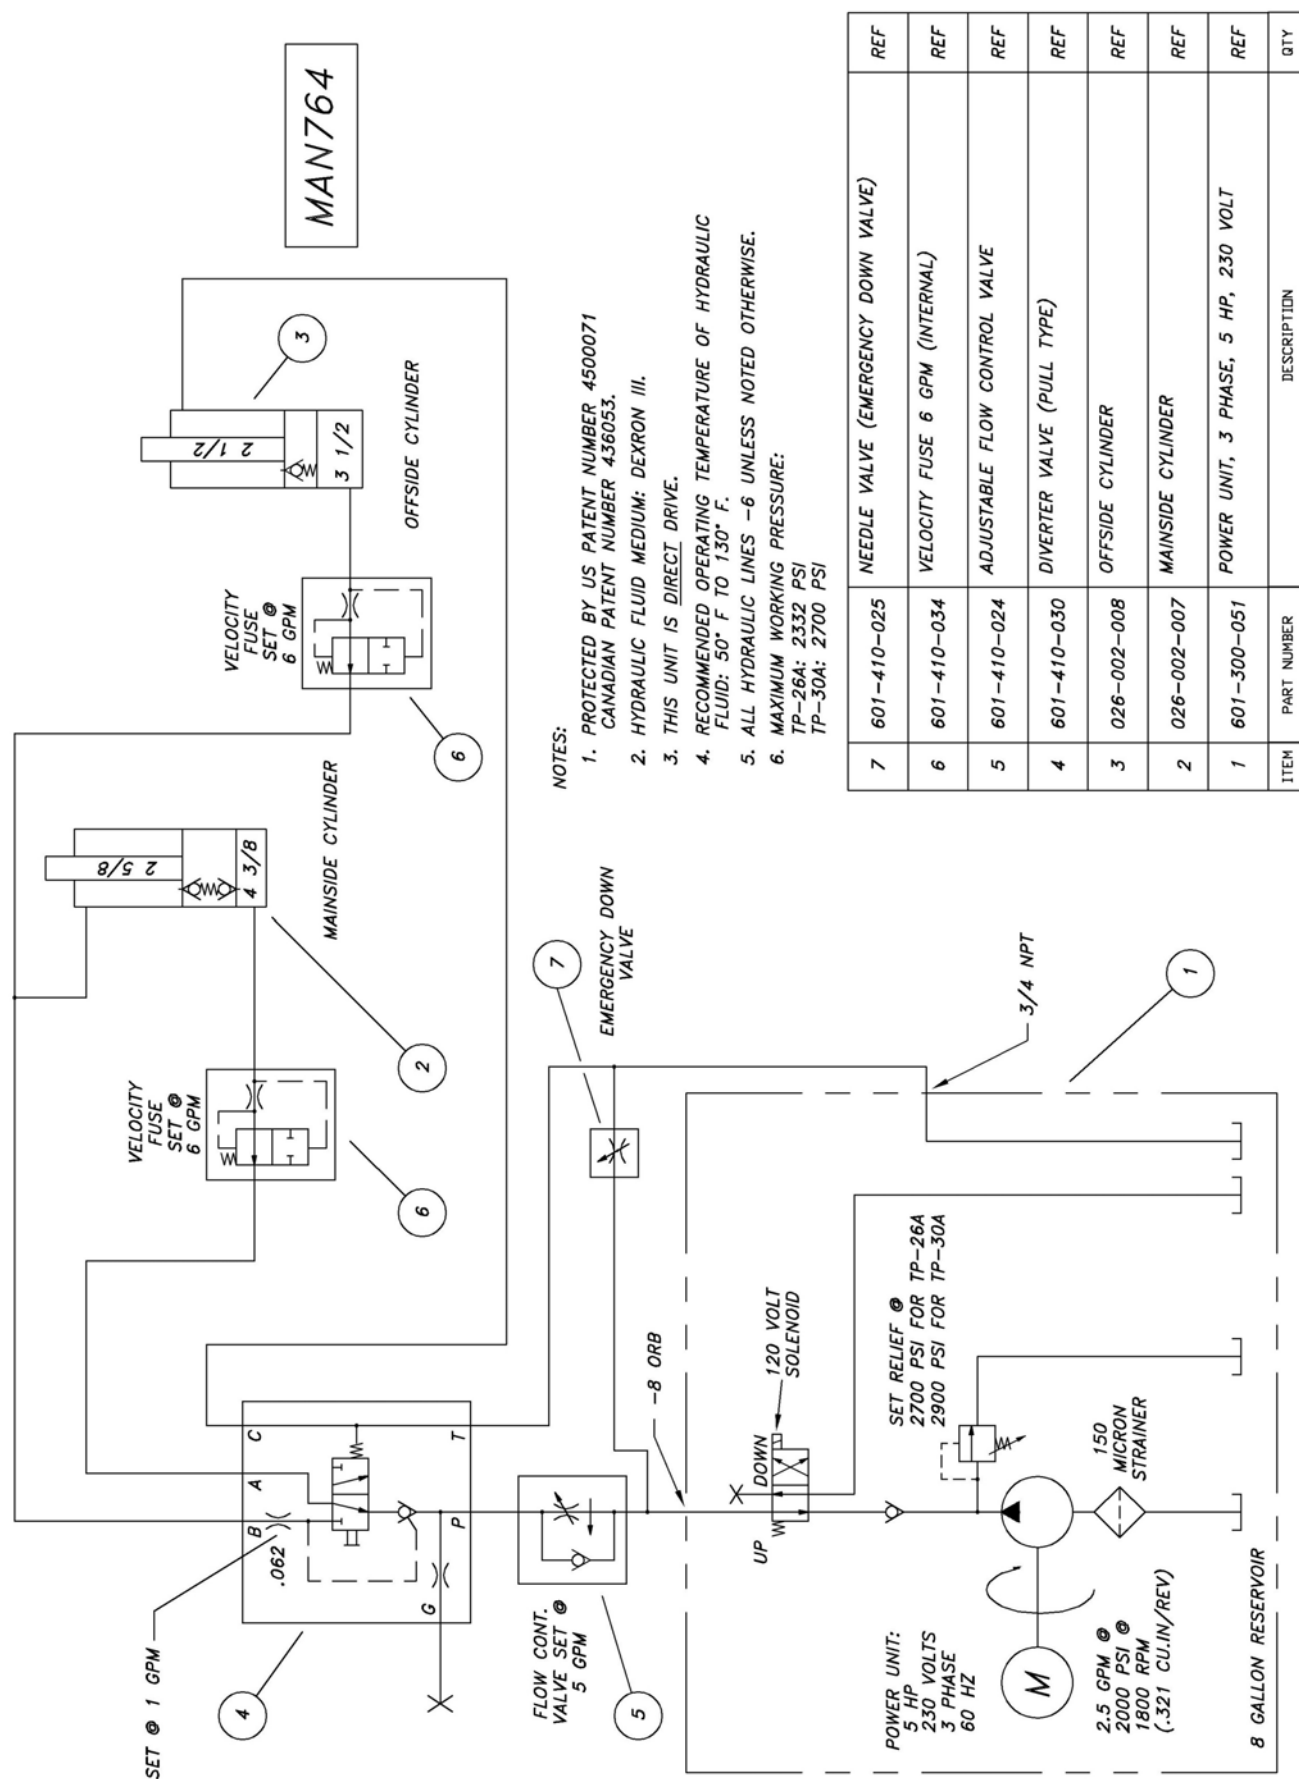 MAN764
SET @ 1 GPM
VELOCITY
FUSE
SET @
6 GPM
VELOCITY
FUSE
SET @
6 GPM
2 5/8
4 3/8
2 1/2
3 1/2
MAINSIDE CYLINDER
OFFSIDE CYLINDER
2
3
6
6
B
A
C
.062
G
P
T
4
FLOW CONT.
VALVE SET @
5 GPM
5
7
EMERGENCY DOWN
VALVE
-8 ORB
3/4 NPT
1
UP
DOWN
120 VOLT
SOLENOID
SET RELIEF @
2700 PSI FOR TP-26A
2900 PSI FOR TP-30A
150
MICRON
STRAINER
POWER UNIT:
5 HP
230 VOLTS
3 PHASE
60 HZ
M
2.5 GPM @
2000 PSI @
1800 RPM
(.321 CU.IN/REV)
8 GALLON RESERVOIR
NOTES:
1. PROTECTED BY US PATENT NUMBER 4500071
CANADIAN PATENT NUMBER 436053.
2. HYDRAULIC FLUID MEDIUM: DEXRON III.
3. THIS UNIT IS DIRECT DRIVE.
4. RECOMMENDED OPERATING TEMPERATURE OF HYDRAULIC
FLUID: 50° F TO 130° F.
5. ALL HYDRAULIC LINES -6 UNLESS NOTED OTHERWISE.
6. MAXIMUM WORKING PRESSURE:
TP-26A: 2332 PSI
TP-30A: 2700 PSI
7 601-410-025 NEEDLE VALVE (EMERGENCY DOWN VALVE) REF
6 601-410-034 VELOCITY FUSE 6 GPM (INTERNAL) REF
5 601-410-024 ADJUSTABLE FLOW CONTROL VALVE REF
4 601-410-030 DIVERTER VALVE (PULL TYPE) REF
3 026-002-008 OFFSIDE CYLINDER REF
2 026-002-007 MAINSIDE CYLINDER REF
1 601-300-051 POWER UNIT, 3 PHASE, 5 HP, 230 VOLT REF
ITEM PART NUMBER DESCRIPTION QTY